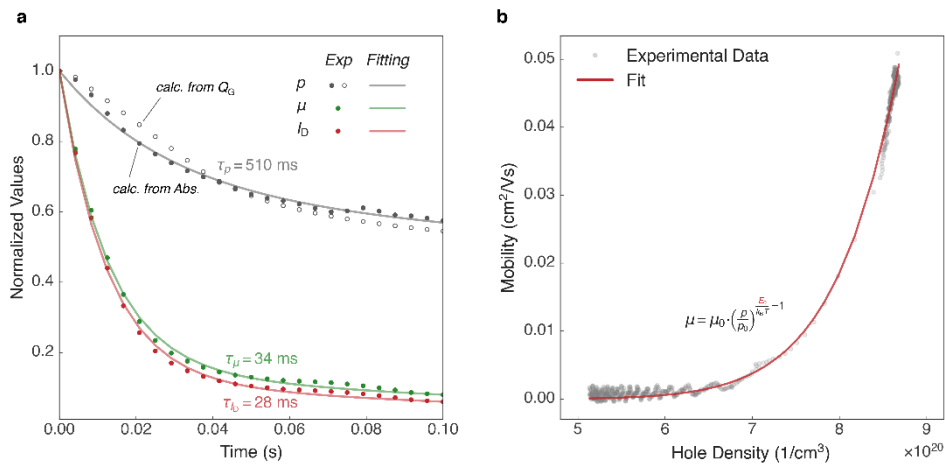 a
Exp Fitting
p
μ
I_D
calc. from Q_G
calc. from Abs.
τ_p = 510 ms
τ_μ = 34 ms
τ_{I_D} = 28 ms
Normalized Values
1.0
0.8
0.6
0.4
0.2
0.00 0.02 0.04 0.06 0.08 0.10
Time (s)
b
Experimental Data
Fit
μ = μ₀·(p/p₀)^{E_r/k_BT −1}
Mobility (cm²/Vs)
0.05
0.04
0.03
0.02
0.01
0.00
5 6 7 8 9
Hole Density (1/cm³)
×10²⁰